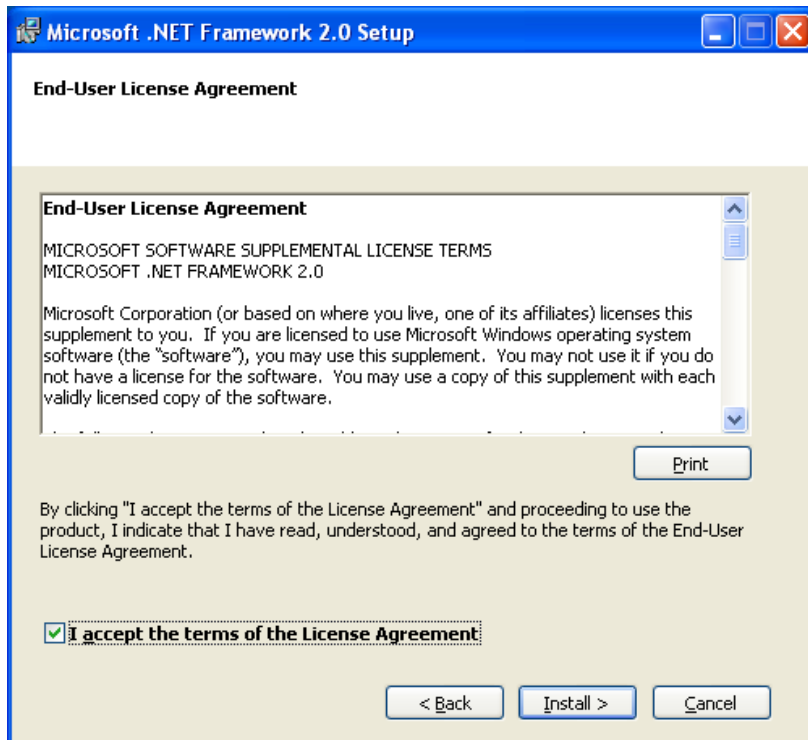 Microsoft .NET Framework 2.0 Setup
End-User License Agreement
End-User License Agreement
MICROSOFT SOFTWARE SUPPLEMENTAL LICENSE TERMS
MICROSOFT .NET FRAMEWORK 2.0
Microsoft Corporation (or based on where you live, one of its affiliates) licenses this
supplement to you.  If you are licensed to use Microsoft Windows operating system
software (the “software”), you may use this supplement.  You may not use it if you do
not have a license for the software.  You may use a copy of this supplement with each
validly licensed copy of the software.
Print
By clicking "I accept the terms of the License Agreement" and proceeding to use the
product, I indicate that I have read, understood, and agreed to the terms of the End-User
License Agreement.
I accept the terms of the License Agreement
< Back
Install >
Cancel